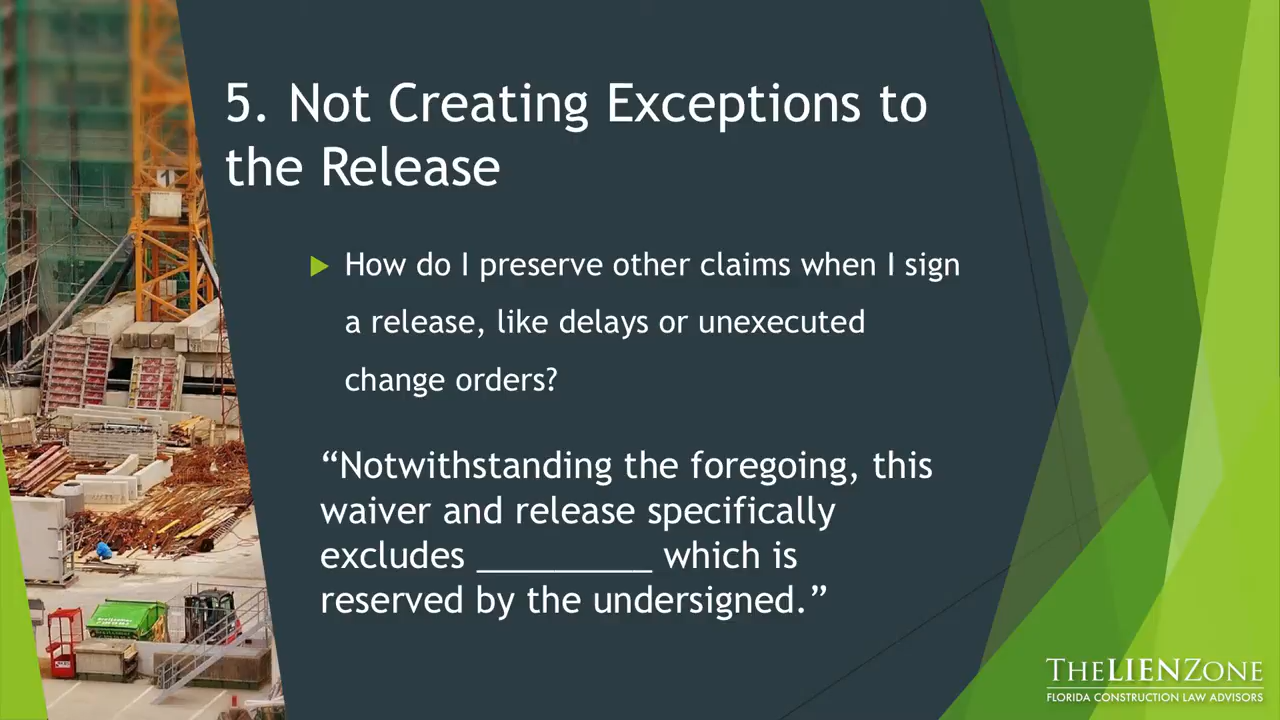 5. Not Creating Exceptions to
the Release
How do I preserve other claims when I sign
a release, like delays or unexecuted
change orders?
“Notwithstanding the foregoing, this
waiver and release specifically
excludes _________ which is
reserved by the undersigned.”
THELIENZONE
FLORIDA CONSTRUCTION LAW ADVISORS
1